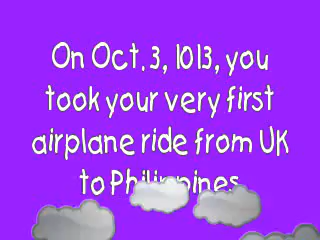 On Oct. 3, 1013, you
took your very first
airplane ride from UK
to Philippines